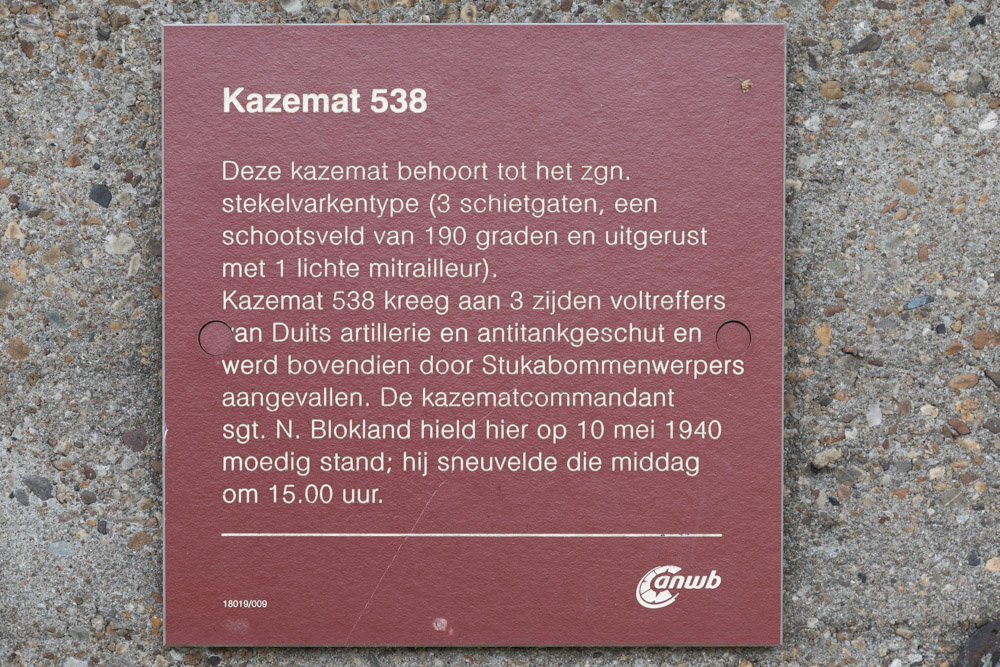 Kazemat 538
Deze kazemat behoort tot het zgn.
stekelvarkentype (3 schietgaten, een
schootsveld van 190 graden en uitgerust
met 1 lichte mitrailleur).
Kazemat 538 kreeg aan 3 zijden voltreffers
van Duits artillerie en antitankgeschut en
werd bovendien door Stukabommenwerpers
aangevallen. De kazematcommandant
sgt. N. Blokland hield hier op 10 mei 1940
moedig stand; hij sneuvelde die middag
om 15.00 uur.
18019/009
anwb